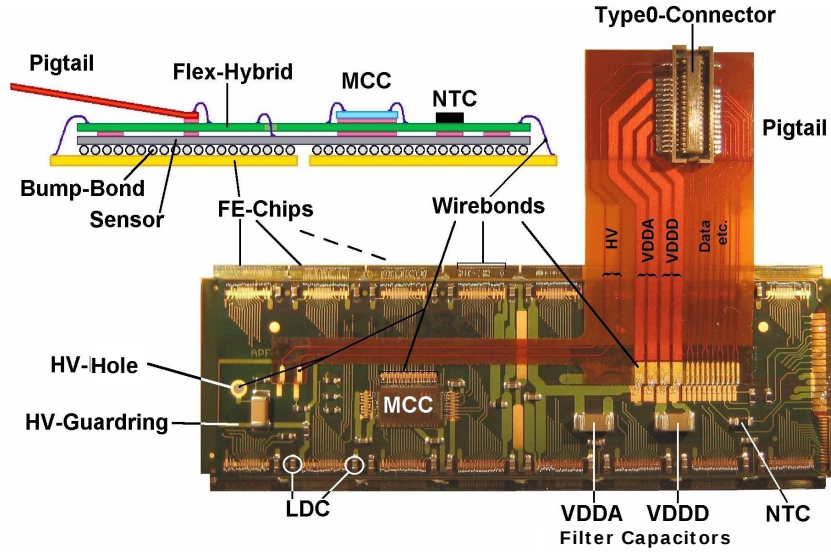 Type0-Connector
Pigtail
Flex-Hybrid
MCC
NTC
Pigtail
Bump-Bond
Sensor
FE-Chips
Wirebonds
HV
VDDA
VDDD
Data
etc.
HV-Hole
MCC
HV-Guardring
LDC
VDDA
VDDD
NTC
Filter Capacitors